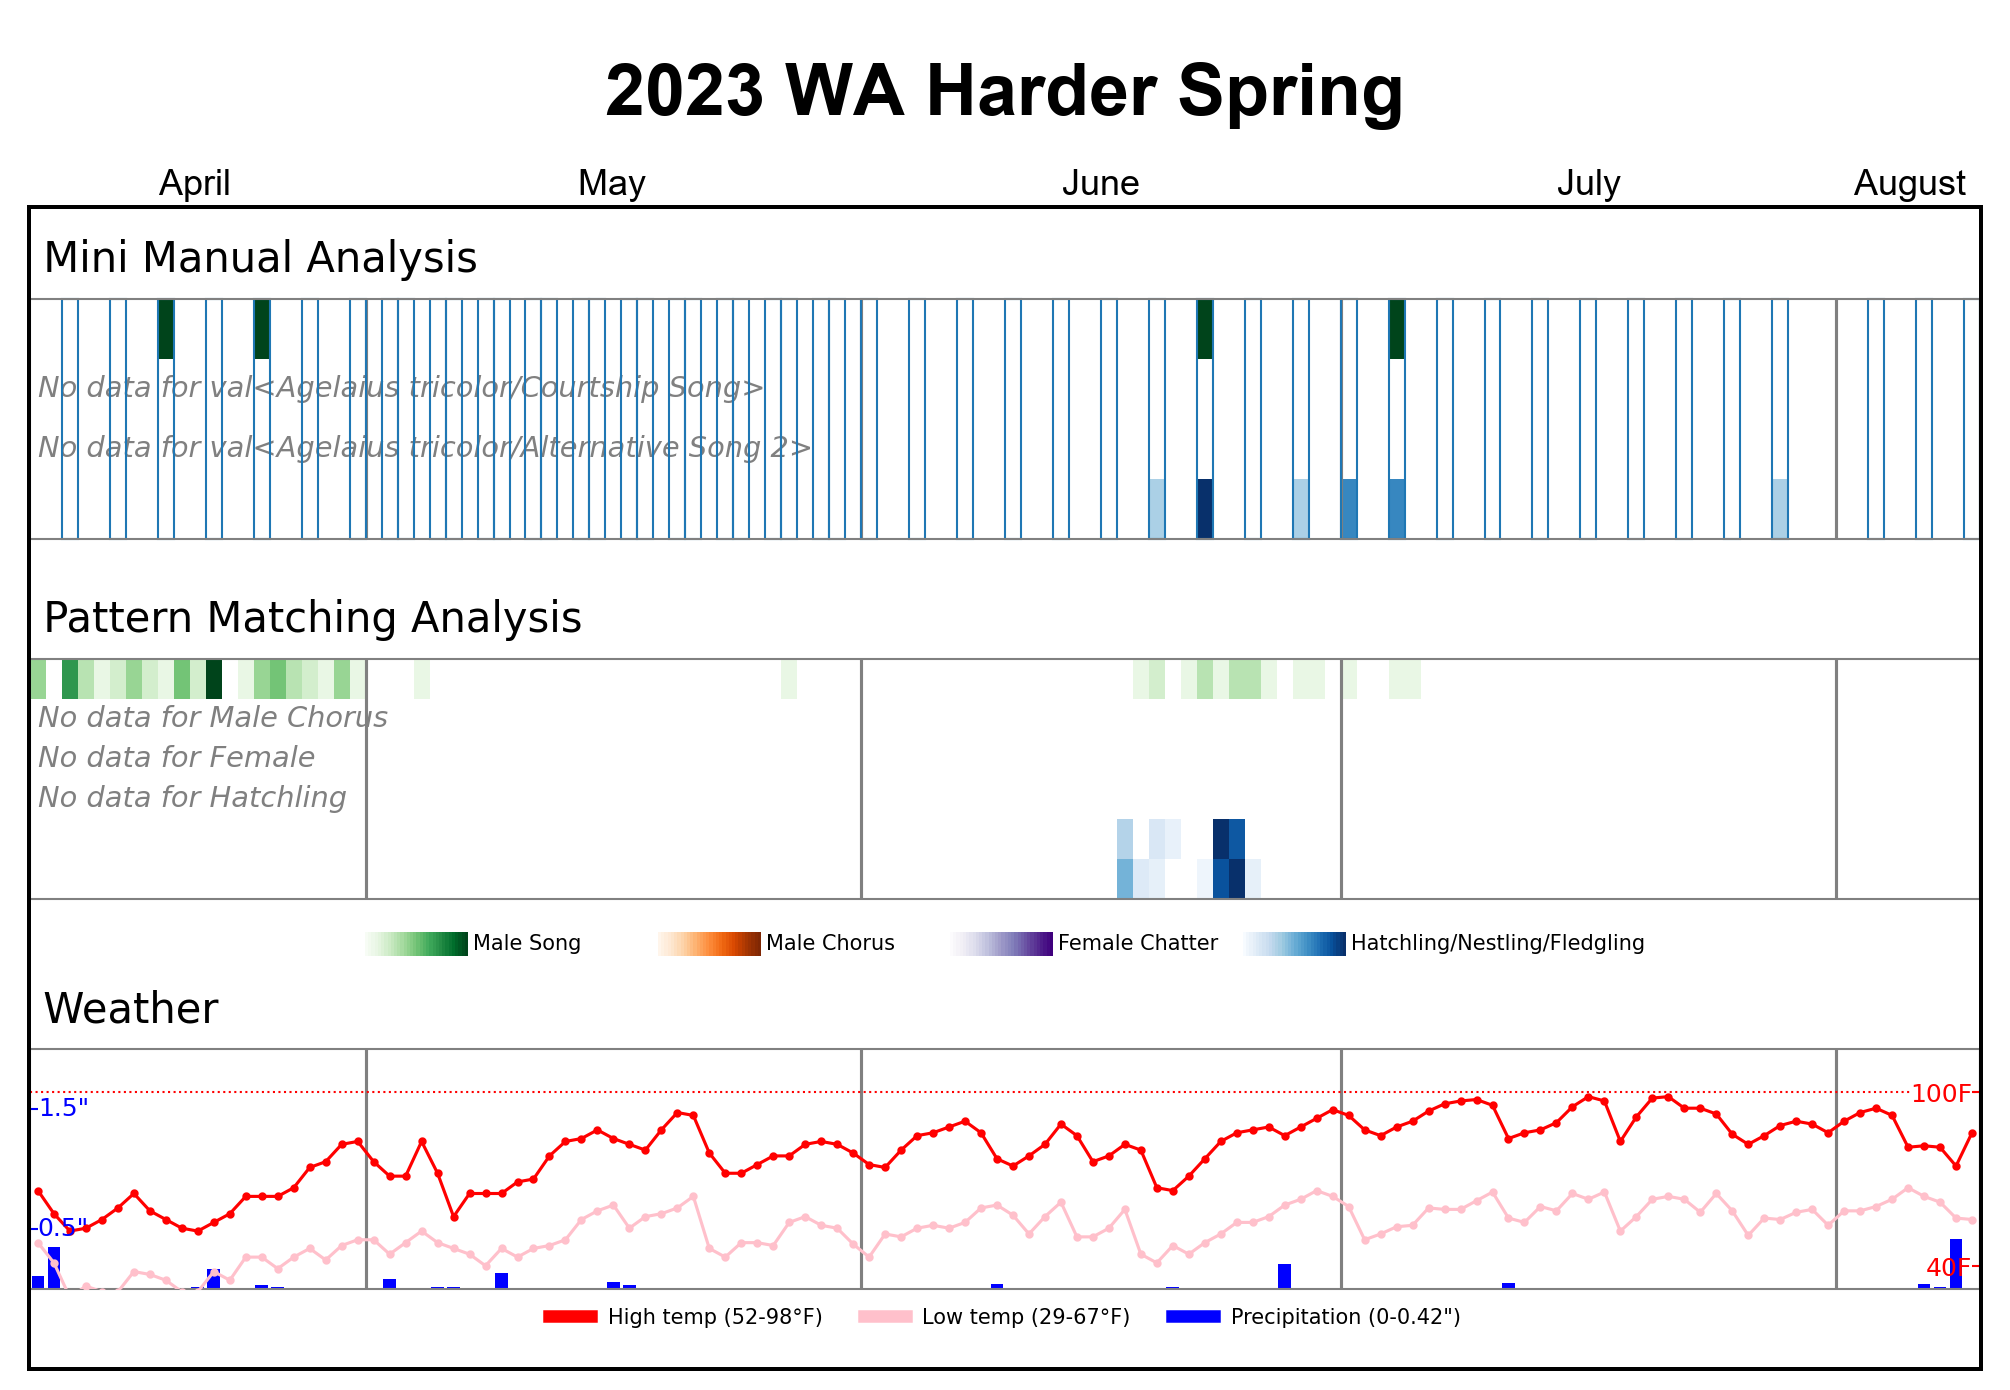 2023 WA Harder Spring
April May June July August
Mini Manual Analysis
No data for val<Agelaius tricolor/Courtship Song>
No data for val<Agelaius tricolor/Alternative Song 2>
Pattern Matching Analysis
No data for Male Chorus
No data for Female
No data for Hatchling
Male Song Male Chorus Female Chatter Hatchling/Nestling/Fledgling
Weather
100F
1.5"
0.5"
40F
High temp (52-98°F) Low temp (29-67°F) Precipitation (0-0.42")